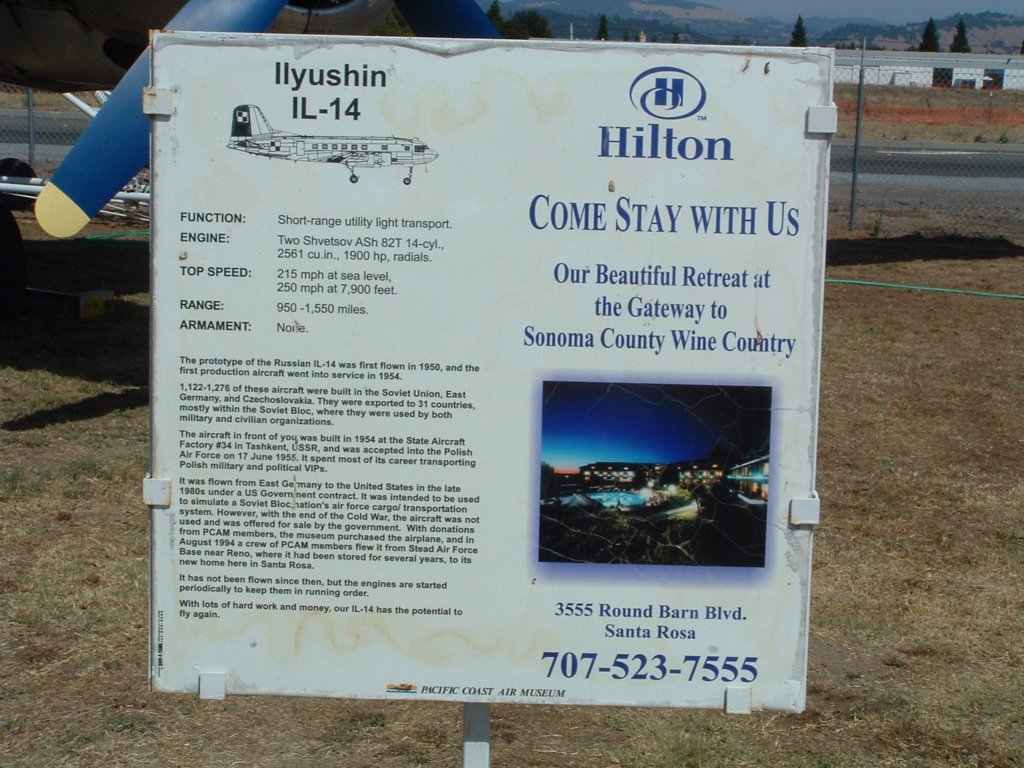 Ilyushin
IL-14
FUNCTION: Short-range utility light transport.
ENGINE: Two Shvetsov ASh 82T 14-cyl.,
2561 cu.in., 1900 hp, radials.
TOP SPEED: 215 mph at sea level,
250 mph at 7,900 feet.
RANGE: 950 -1,550 miles.
ARMAMENT: None.
The prototype of the Russian IL-14 was first flown in 1950, and the
first production aircraft went into service in 1954.
1,122-1,276 of these aircraft were built in the Soviet Union, East
Germany, and Czechoslovakia. They were exported to 31 countries,
mostly within the Soviet Bloc, where they were used by both
military and civilian organizations.
The aircraft in front of you was built in 1954 at the State Aircraft
Factory #34 in Tashkent, USSR, and was accepted into the Polish
Air Force on 17 June 1955. It spent most of its career transporting
Polish military and political VIPs.
It was flown from East Germany to the United States in the late
1980s under a US Government contract. It was intended to be used
to simulate a Soviet Bloc nation's air force cargo/ transportation
system. However, with the end of the Cold War, the aircraft was not
used and was offered for sale by the government. With donations
from PCAM members, the museum purchased the airplane, and in
August 1994 a crew of PCAM members flew it from Stead Air Force
Base near Reno, where it had been stored for several years, to its
new home here in Santa Rosa.
It has not been flown since then, but the engines are started
periodically to keep them in running order.
With lots of hard work and money, our IL-14 has the potential to
fly again.
H
TM
Hilton
COME STAY WITH US
Our Beautiful Retreat at
the Gateway to
Sonoma County Wine Country
3555 Round Barn Blvd.
Santa Rosa
707-523-7555
PACIFIC COAST AIR MUSEUM